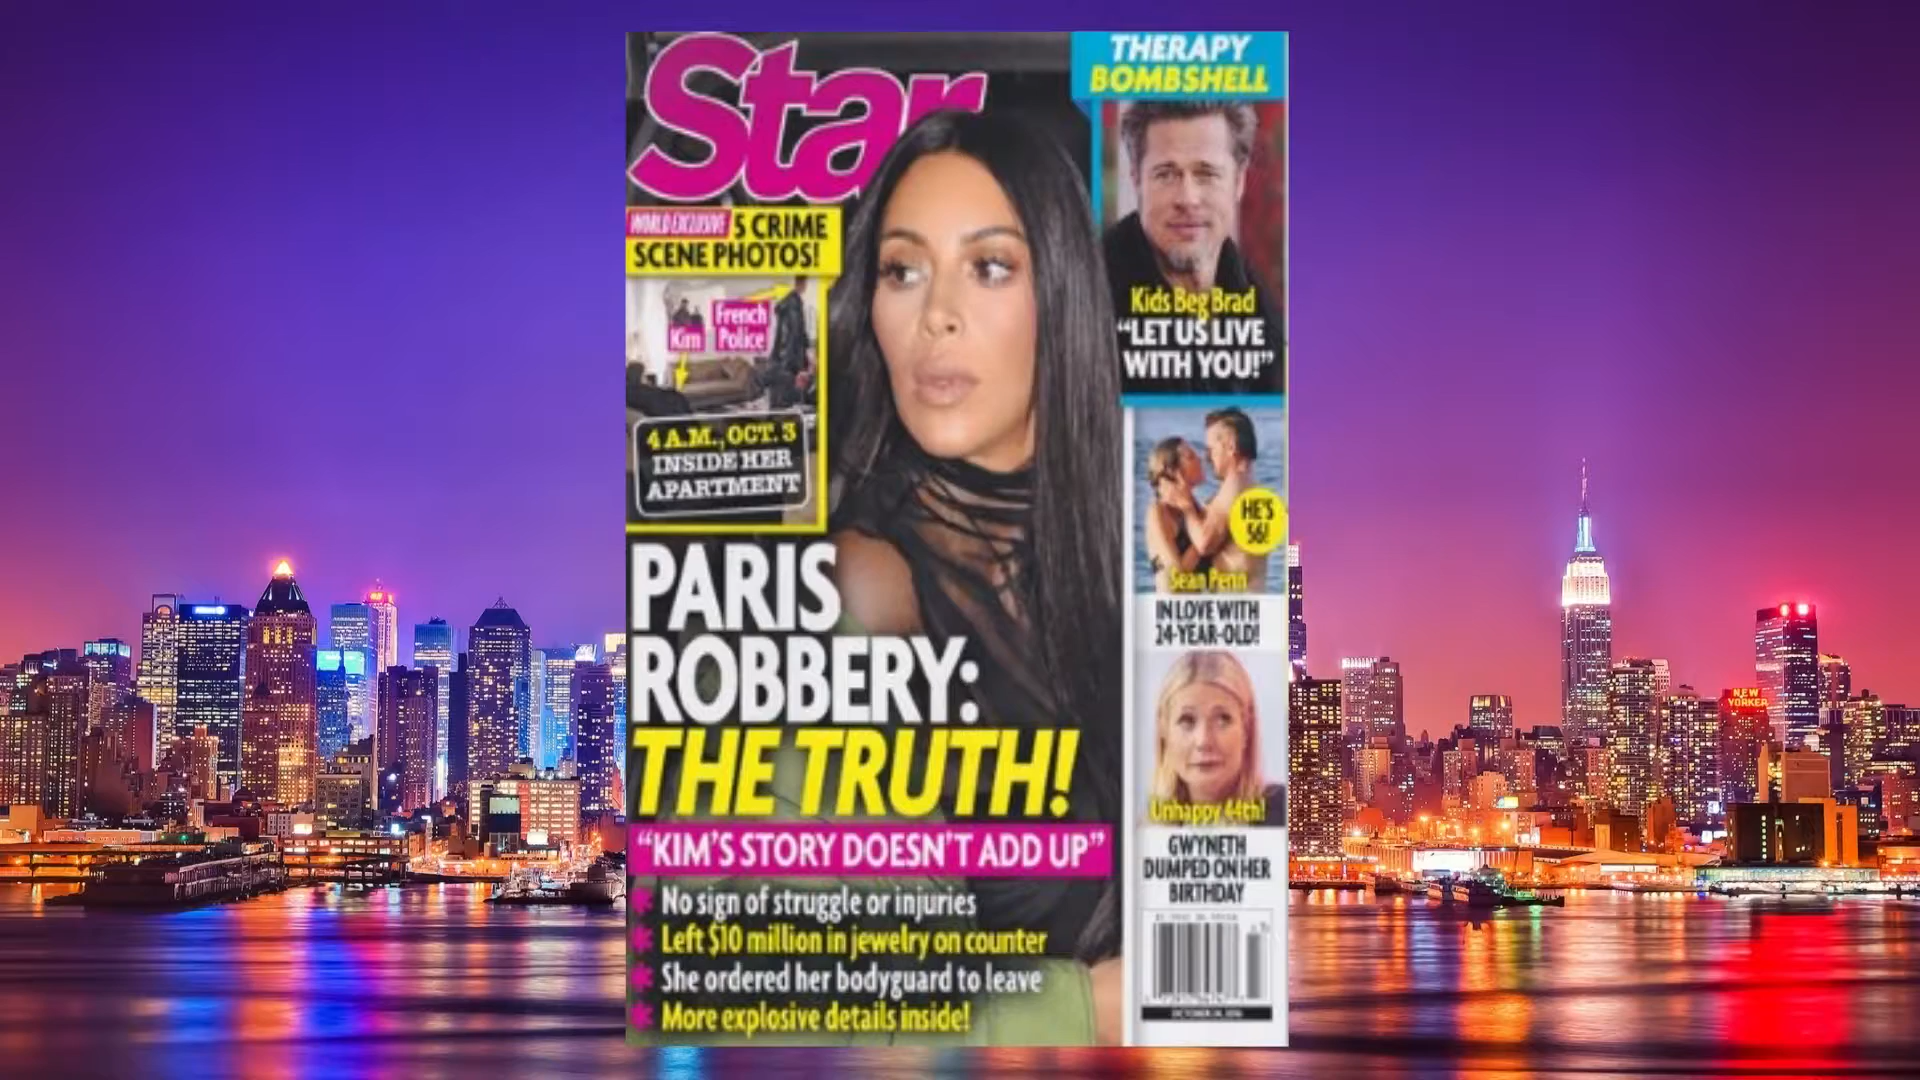 Star
THERAPY
BOMBSHELL
WORLD EXCLUSIVE 5 CRIME
SCENE PHOTOS!
Kim
French
Police
4 A.M., OCT. 3
INSIDE HER
APARTMENT
Kids Beg Brad
“LET US LIVE
WITH YOU!”
HE'S
56!
Sean Penn
IN LOVE WITH
24-YEAR-OLD!
PARIS
ROBBERY:
THE TRUTH!
“KIM'S STORY DOESN'T ADD UP”
* No sign of struggle or injuries
* Left $10 million in jewelry on counter
* She ordered her bodyguard to leave
* More explosive details inside!
Unhappy 44th!
GWYNETH
DUMPED ON HER
BIRTHDAY
OCTOBER 24, 2016
NEW
YORKER